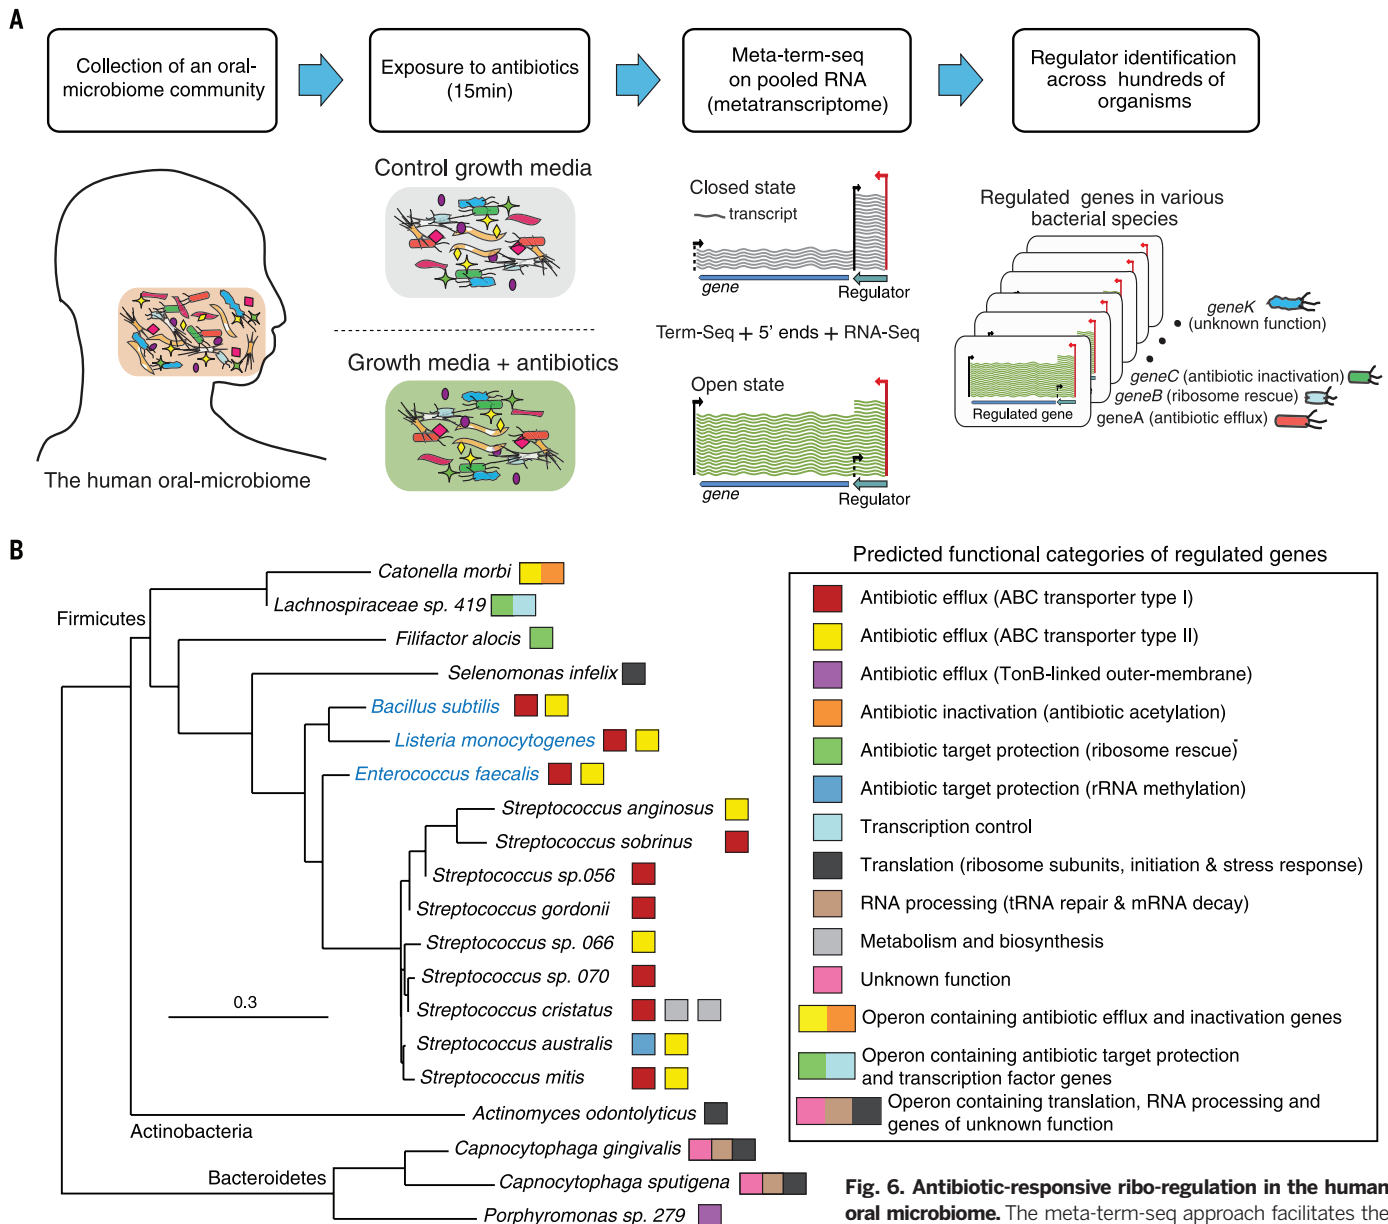 A
Collection of an oral-
microbiome community
Exposure to antibiotics
(15min)
Meta-term-seq
on pooled RNA
(metatranscriptome)
Regulator identification
across hundreds of
organisms
The human oral-microbiome
Control growth media
Growth media + antibiotics
Closed state
transcript
gene
Regulator
Term-Seq + 5' ends + RNA-Seq
Open state
gene
Regulator
Regulated genes in various
bacterial species
Regulated gene
geneK
(unknown function)
geneC (antibiotic inactivation)
geneB (ribosome rescue)
geneA (antibiotic efflux)
B
Firmicutes
Catonella morbi
Lachnospiraceae sp. 419
Filifactor alocis
Selenomonas infelix
Bacillus subtilis
Listeria monocytogenes
Enterococcus faecalis
Streptococcus anginosus
Streptococcus sobrinus
Streptococcus sp.056
Streptococcus gordonii
Streptococcus sp. 066
Streptococcus sp. 070
Streptococcus cristatus
Streptococcus australis
Streptococcus mitis
0.3
Actinomyces odontolyticus
Actinobacteria
Capnocytophaga gingivalis
Bacteroidetes
Capnocytophaga sputigena
Porphyromonas sp. 279
Predicted functional categories of regulated genes
Antibiotic efflux (ABC transporter type I)
Antibiotic efflux (ABC transporter type II)
Antibiotic efflux (TonB-linked outer-membrane)
Antibiotic inactivation (antibiotic acetylation)
Antibiotic target protection (ribosome rescue)
Antibiotic target protection (rRNA methylation)
Transcription control
Translation (ribosome subunits, initiation & stress response)
RNA processing (tRNA repair & mRNA decay)
Metabolism and biosynthesis
Unknown function
Operon containing antibiotic efflux and inactivation genes
Operon containing antibiotic target protection
and transcription factor genes
Operon containing translation, RNA processing and
genes of unknown function
Fig. 6. Antibiotic-responsive ribo-regulation in the human
oral microbiome. The meta-term-seq approach facilitates the